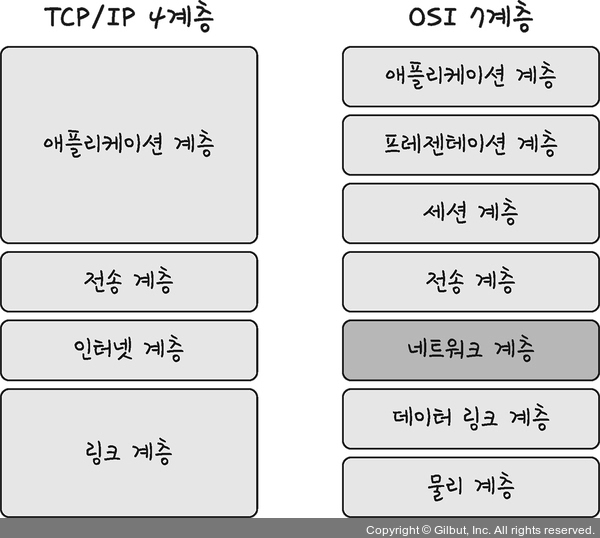 TCP/IP 4계층
애플리케이션 계층
전송 계층
인터넷 계층
링크 계층
OSI 7계층
애플리케이션 계층
프레젠테이션 계층
세션 계층
전송 계층
네트워크 계층
데이터 링크 계층
물리 계층
Copyright © Gilbut, Inc. All rights reserved.